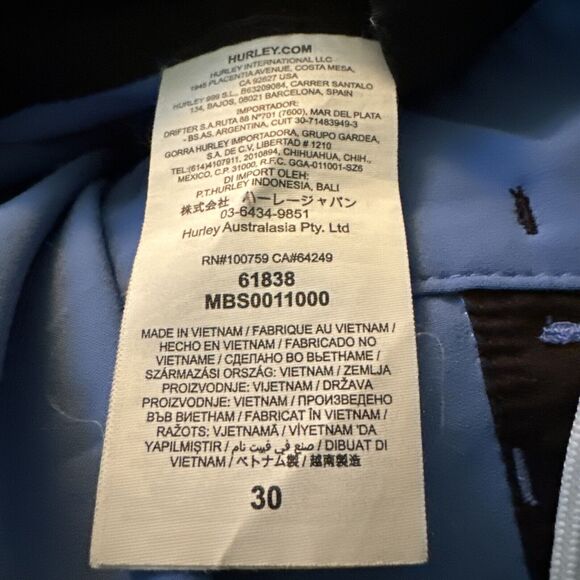 HURLEY.COM
HURLEY INTERNATIONAL LLC
1945 PLACENTIA AVENUE, COSTA MESA,
CA 92627 USA
HURLEY 999 S.L. B63209084, CARRER SANTALO
134, BAJOS, 08021 BARCELONA, SPAIN
IMPORTADOR:
DRIFTER S.A.RUTA 88 N°701 (7600), MAR DEL PLATA
- BS.AS. ARGENTINA, CUIT 30-71483949-3
GORRA HURLEY IMPORTADORA, GRUPO GARDEA,
S.A. DE C.V, LIBERTAD # 1210
TEL:(614)4107911, 2010894, CHIHUAHUA, CHIH.,
MEXICO, C.P. 31000, R.F.C. GGA-011001-SZ6
DI IMPORT OLEH:
P.T.HURLEY INDONESIA, BALI
株式会社 ハーレージャパン
03-6434-9851
Hurley Australasia Pty. Ltd
RN#100759 CA#64249
61838
MBS0011000
MADE IN VIETNAM / FABRIQUE AU VIETNAM /
HECHO EN VIETNAM / FABRICADO NO
VIETNAME / СДЕЛАНО ВО ВЬЕТНАМЕ /
SZÁRMAZÁSI ORSZÁG: VIETNAM / ZEMLJA
PROIZVODNJE: VIJETNAM / DRŽAVA
PROIZVODNJE: VIETNAM / ПРОИЗВЕДЕНО
ВЪВ ВИЕТНАМ / FABRICAT ÎN VIETNAM /
RAŽOTS: VJETNAMĀ / VİYETNAM 'DA
YAPILMIŞTIR / صنع في فييت نام / DIBUAT DI
VIETNAM / ベトナム製 / 越南製造
30